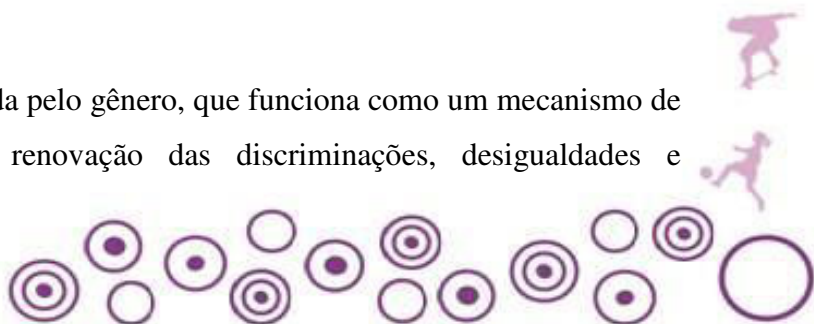 da pelo gênero, que funciona como um mecanismo de
renovação das discriminações, desigualdades e